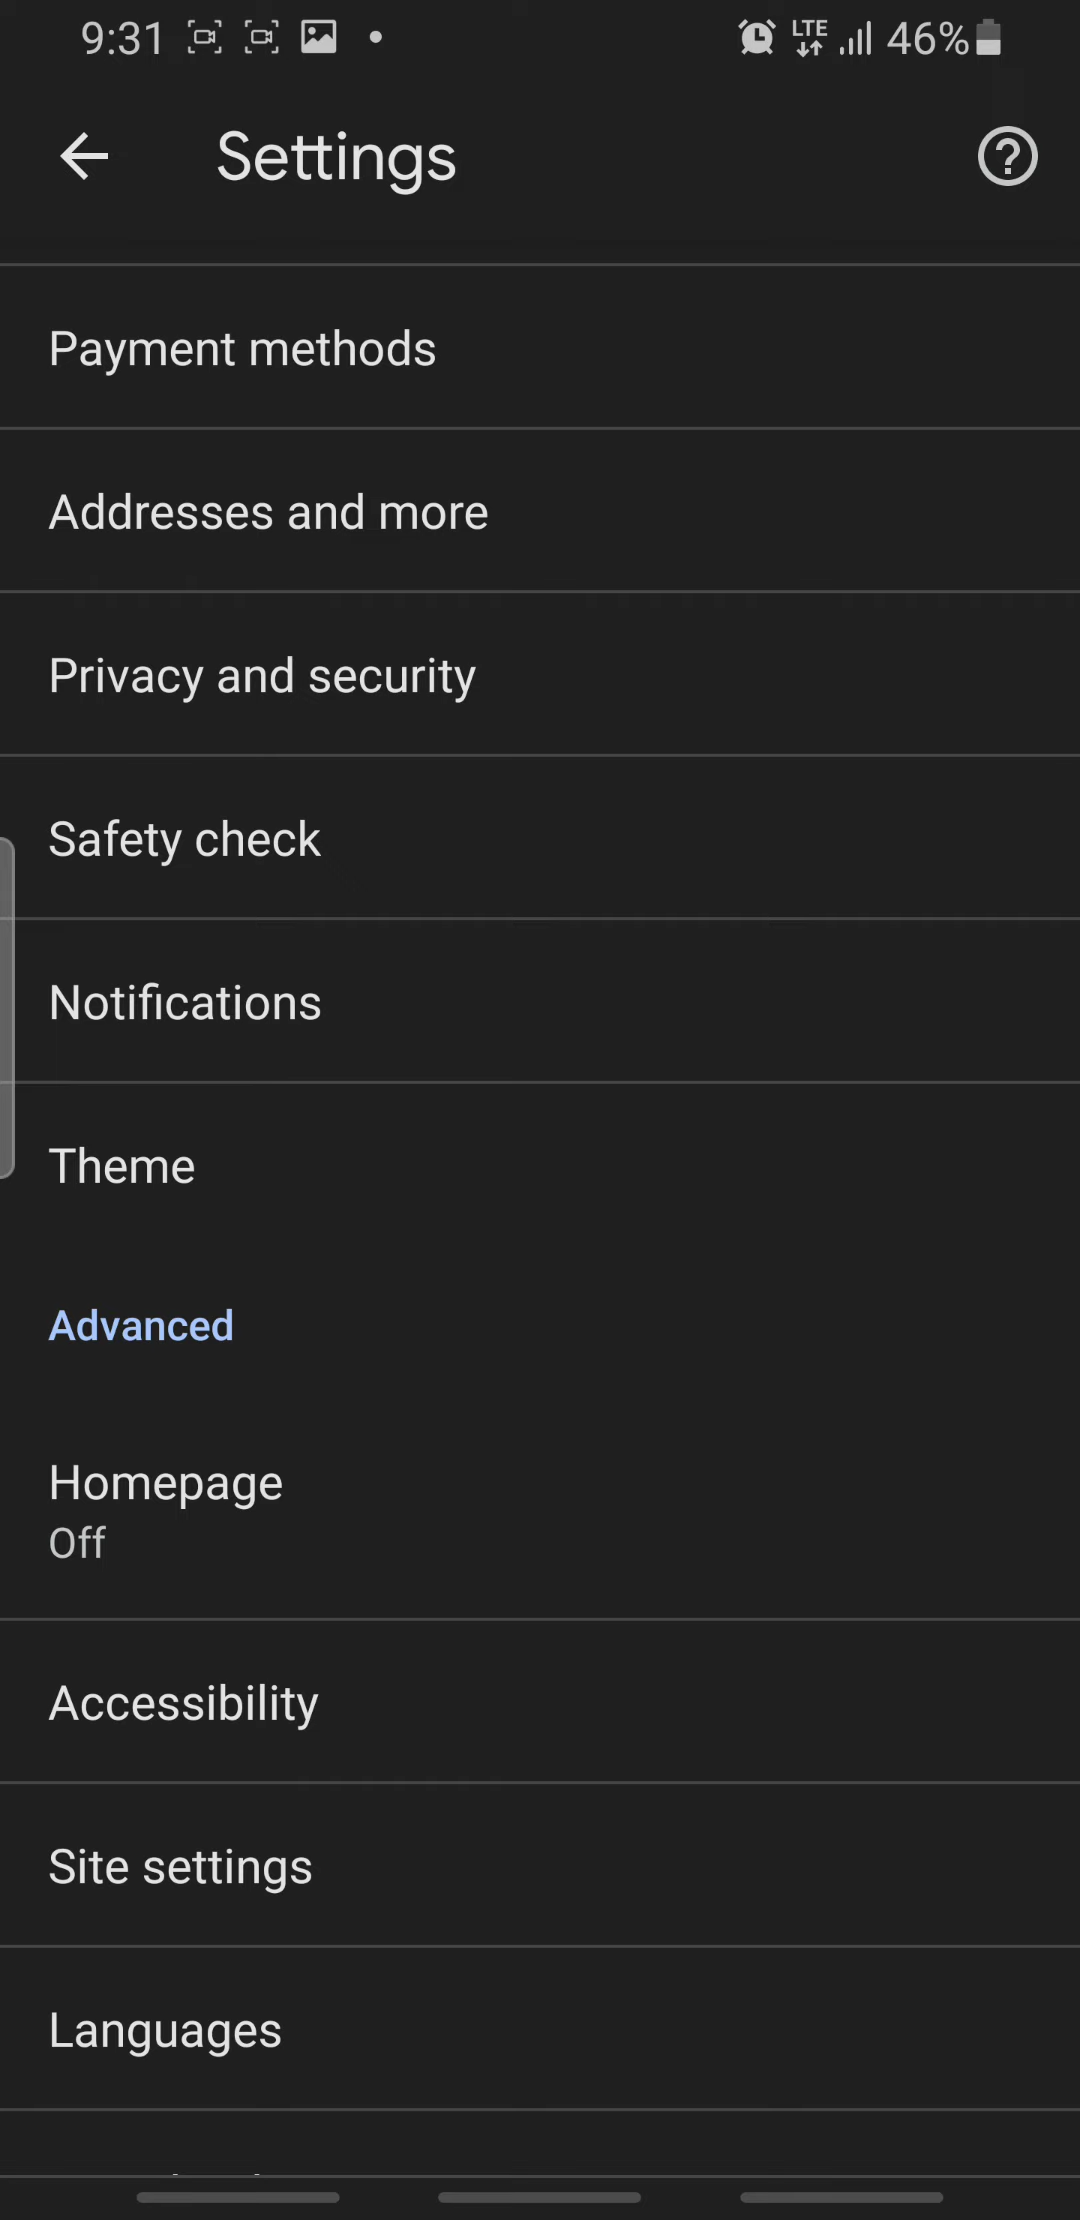 9:31 LTE 46%
Settings
Payment methods
Addresses and more
Privacy and security
Safety check
Notifications
Theme
Advanced
Homepage
Off
Accessibility
Site settings
Languages